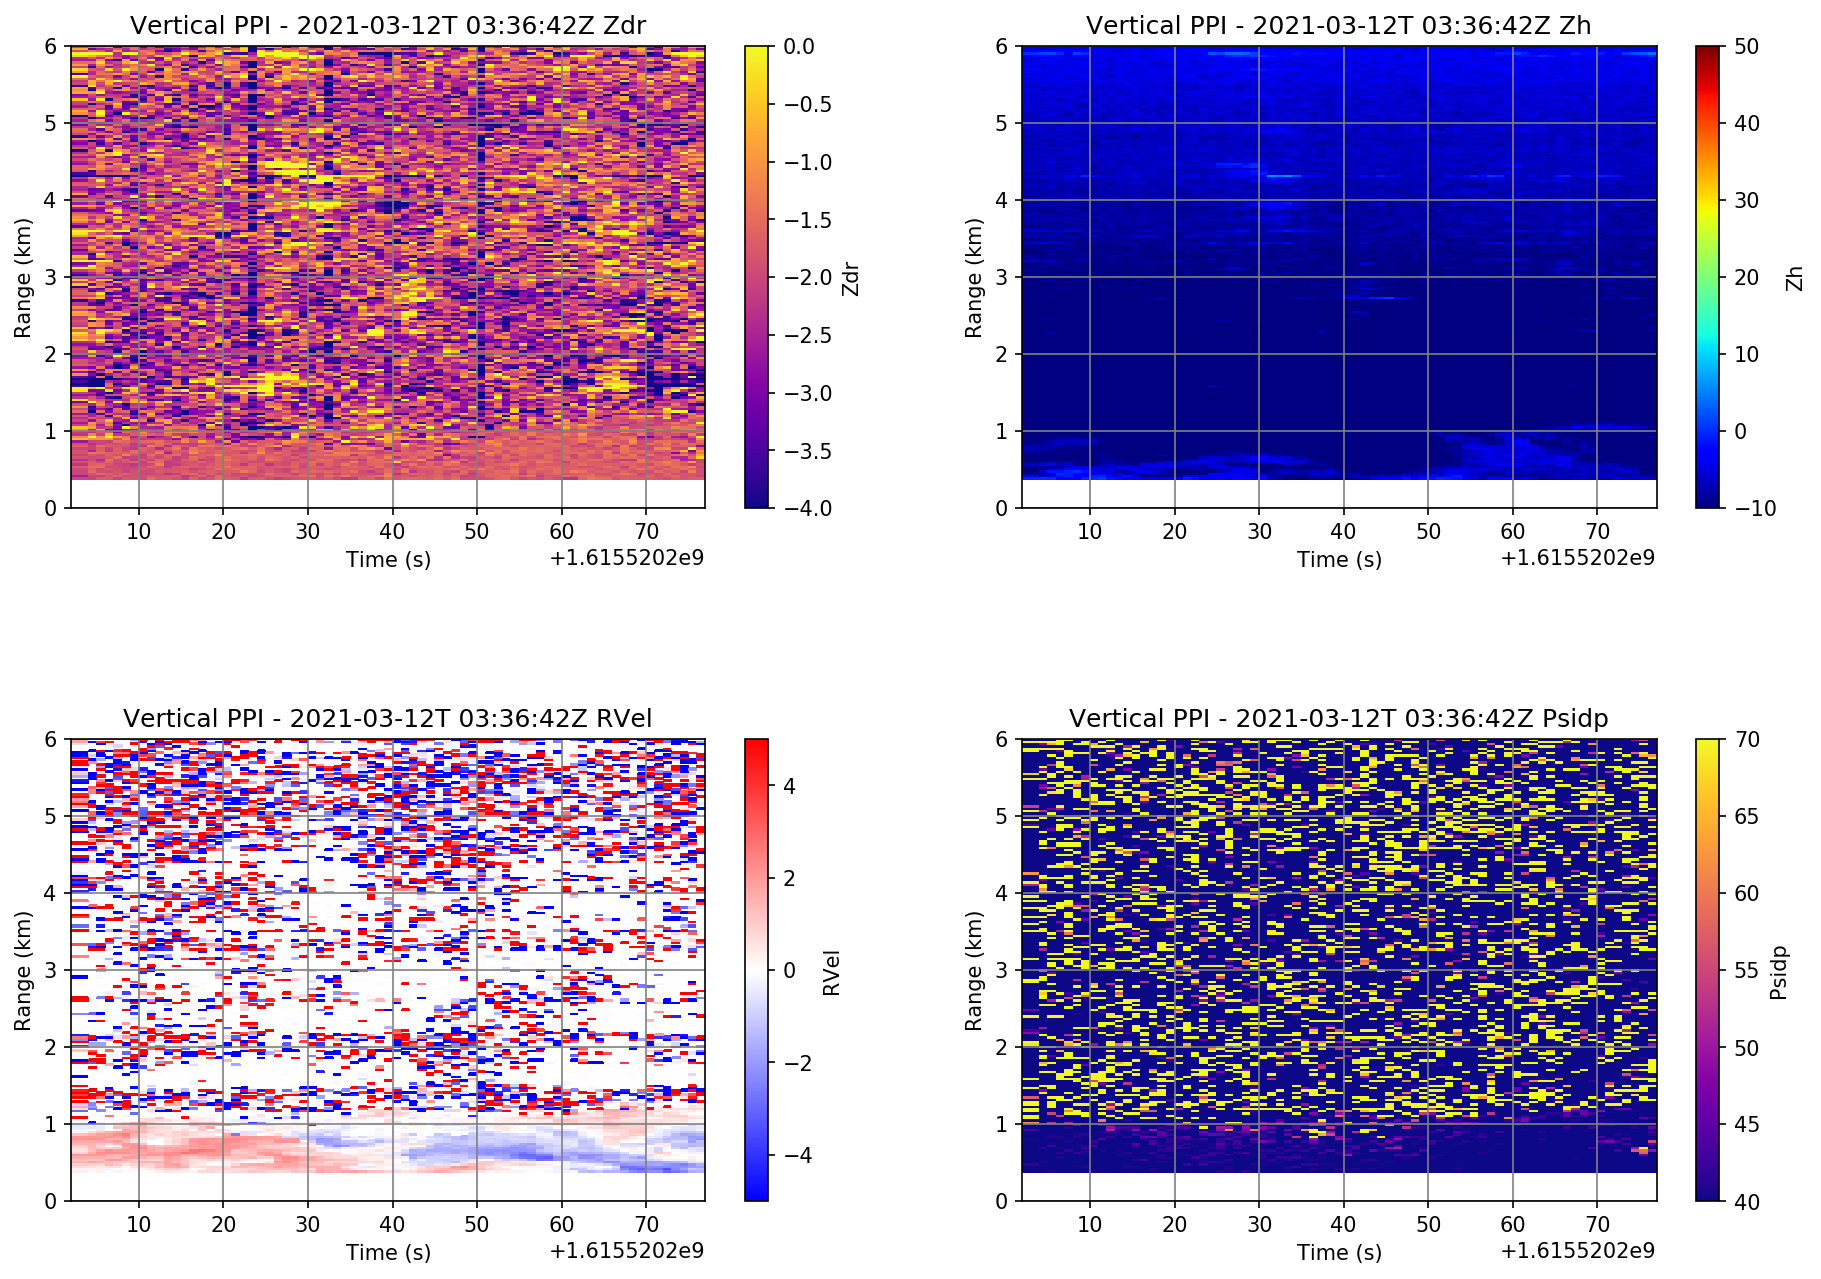 Vertical PPI - 2021-03-12T 03:36:42Z Zdr
6
5
4
3
2
1
0
Range (km)
10 20 30 40 50 60 70
Time (s)
+1.6155202e9
0.0
−0.5
−1.0
−1.5
−2.0
−2.5
−3.0
−3.5
−4.0
Zdr
Vertical PPI - 2021-03-12T 03:36:42Z Zh
6
5
4
3
2
1
0
Range (km)
10 20 30 40 50 60 70
Time (s)
+1.6155202e9
50
40
30
20
10
0
−10
Zh
Vertical PPI - 2021-03-12T 03:36:42Z RVel
6
5
4
3
2
1
0
Range (km)
10 20 30 40 50 60 70
Time (s)
+1.6155202e9
4
2
0
−2
−4
RVel
Vertical PPI - 2021-03-12T 03:36:42Z Psidp
6
5
4
3
2
1
0
Range (km)
10 20 30 40 50 60 70
Time (s)
+1.6155202e9
70
65
60
55
50
45
40
Psidp